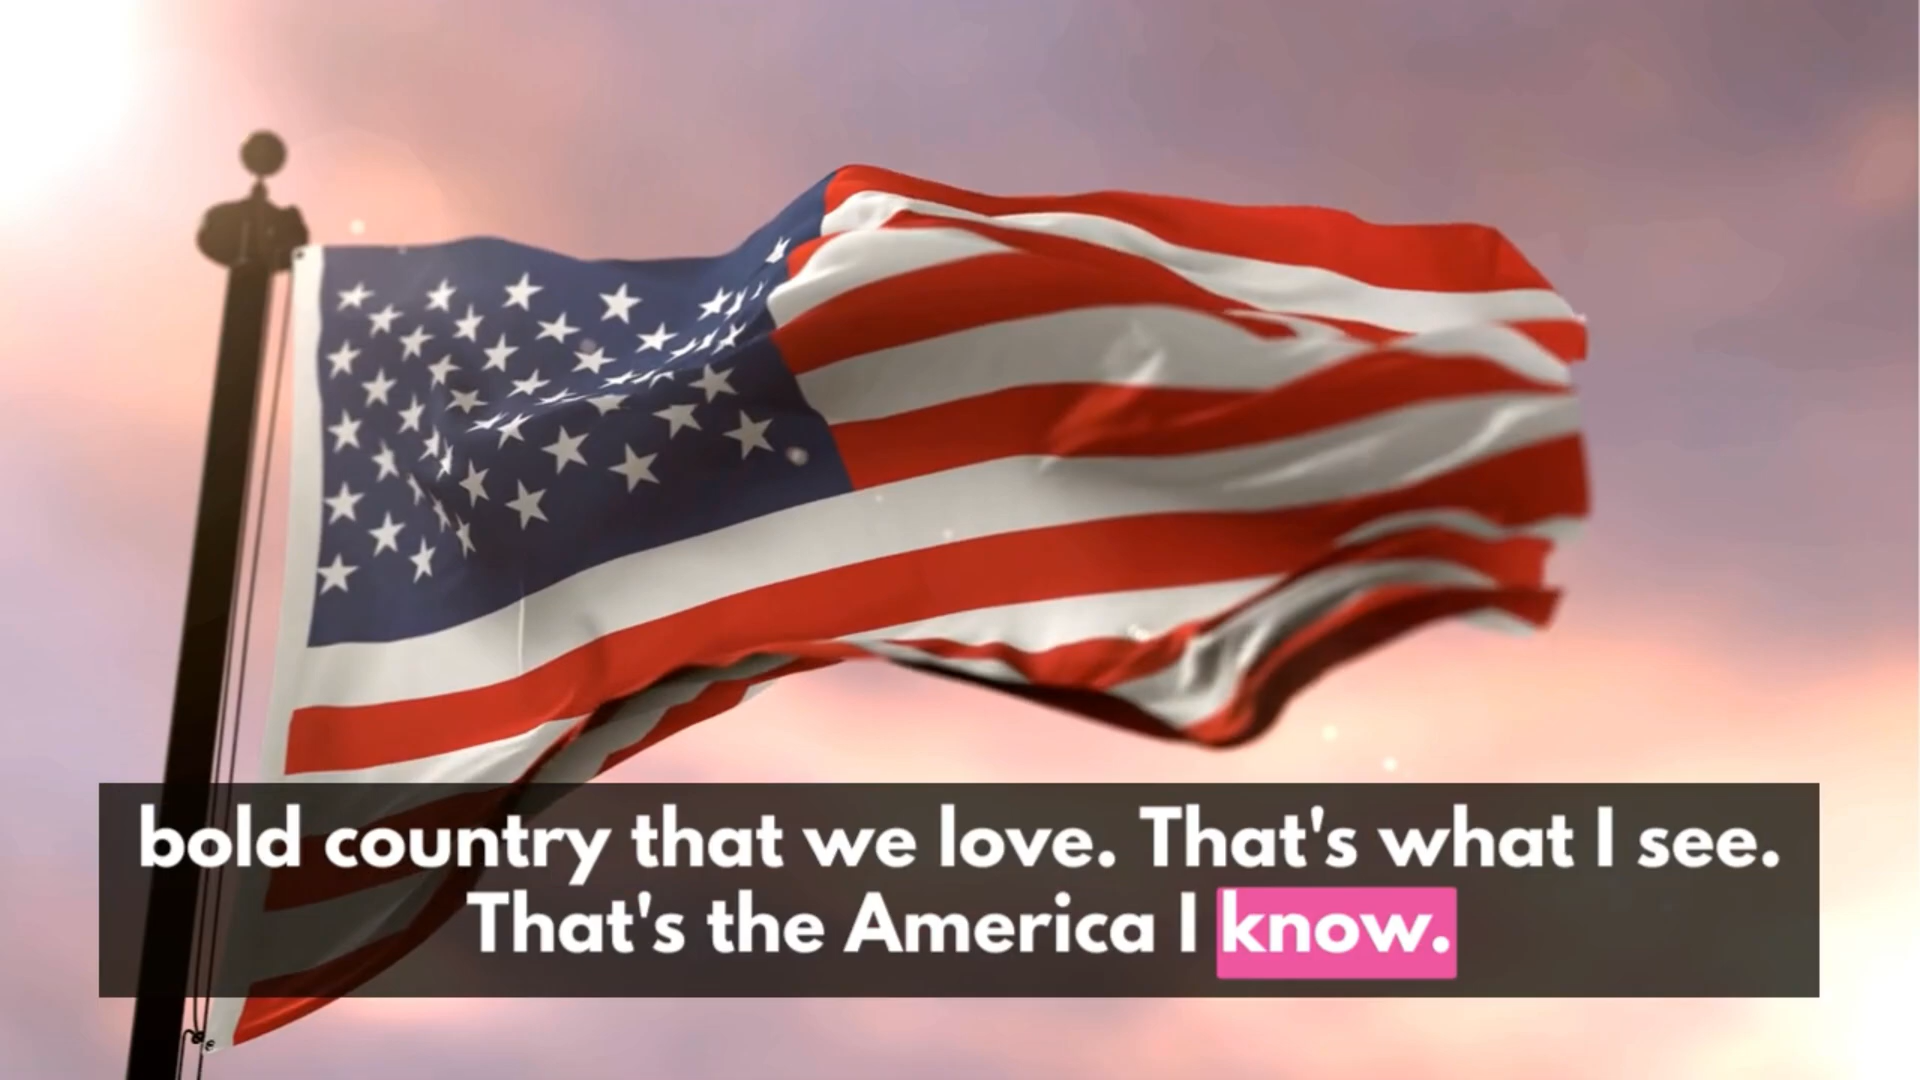 bold country that we love. That's what I see.
That's the America I know.